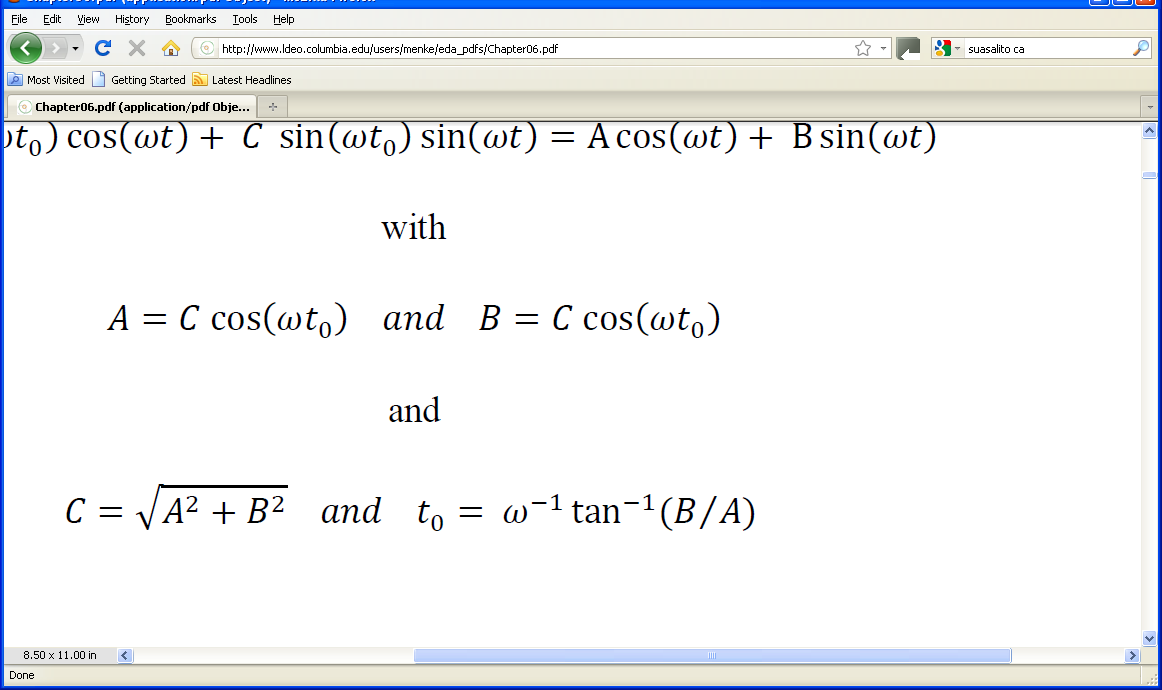 File Edit View History Bookmarks Tools Help
http://www.ldeo.columbia.edu/users/menke/eda_pdfs/Chapter06.pdf suasalito ca
Most Visited Getting Started Latest Headlines
Chapter06.pdf (application/pdf Obje...
ωt₀) cos(ωt) + C sin(ωt₀) sin(ωt) = A cos(ωt) + B sin(ωt)
with
A = C cos(ωt₀) and B = C cos(ωt₀)
and
C = √(A² + B²) and t₀ = ω⁻¹ tan⁻¹(B/A)
8.50 x 11.00 in
Done